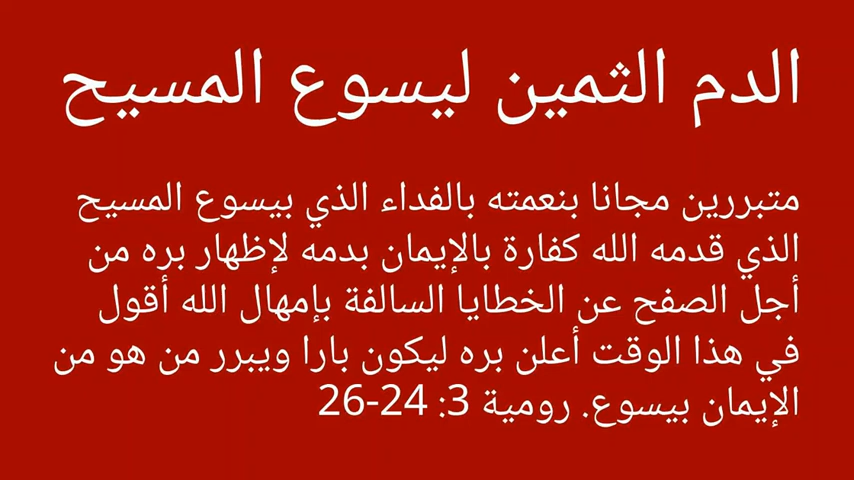 الدم الثمين ليسوع المسيح
متبررين مجانا بنعمته بالفداء الذي بيسوع المسيح
الذي قدمه الله كفارة بالإيمان بدمه لإظهار بره من
أجل الصفح عن الخطايا السالفة بإمهال الله أقول
في هذا الوقت أعلن بره ليكون بارا ويبرر من هو من
الإيمان بيسوع. رومية 3: 24-26